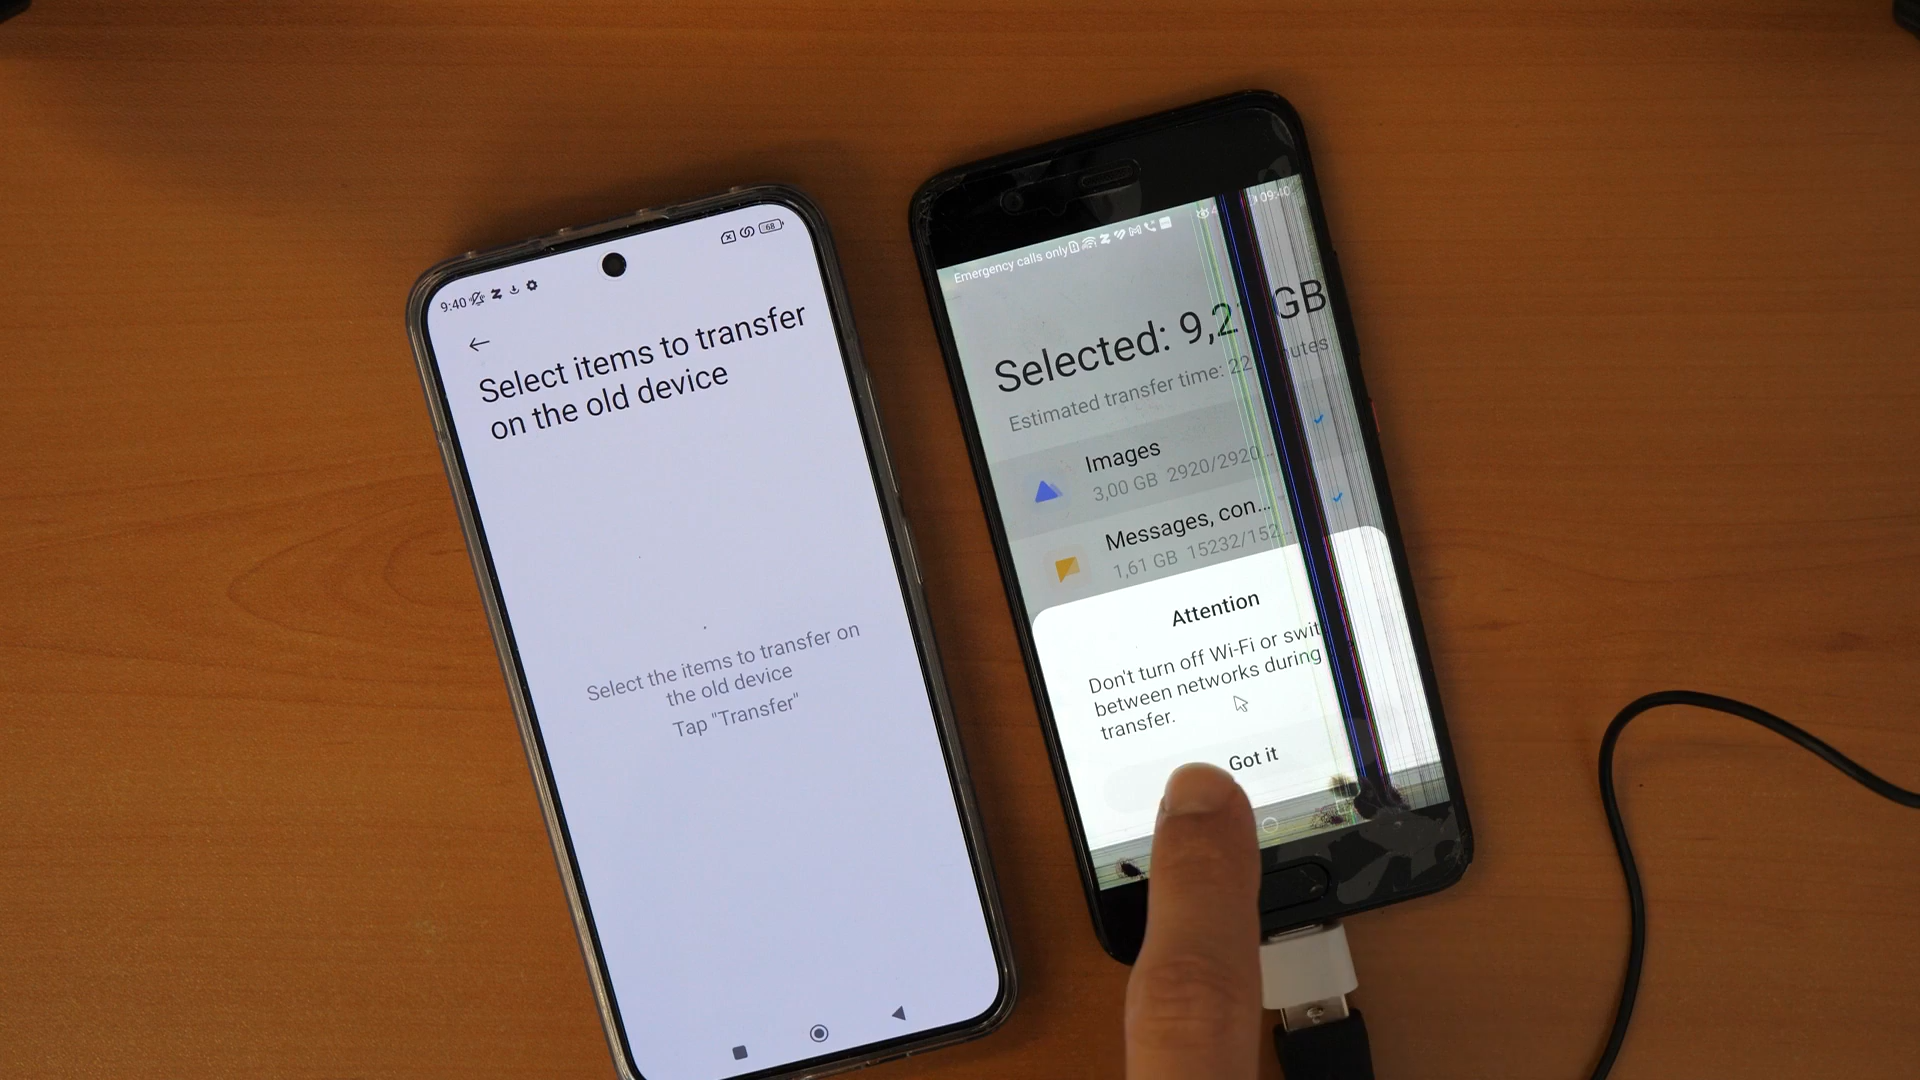 9:40
68
Select items to transfer
on the old device
Select the items to transfer on
the old device
Tap "Transfer"
Emergency calls only
09:40
Selected: 9,2 GB
Estimated transfer time: 22
Images
3,00 GB 2920/2920...
Messages, con...
1,61 GB 15232/152...
Attention
Don't turn off Wi-Fi or swit
between networks during
transfer.
Got it